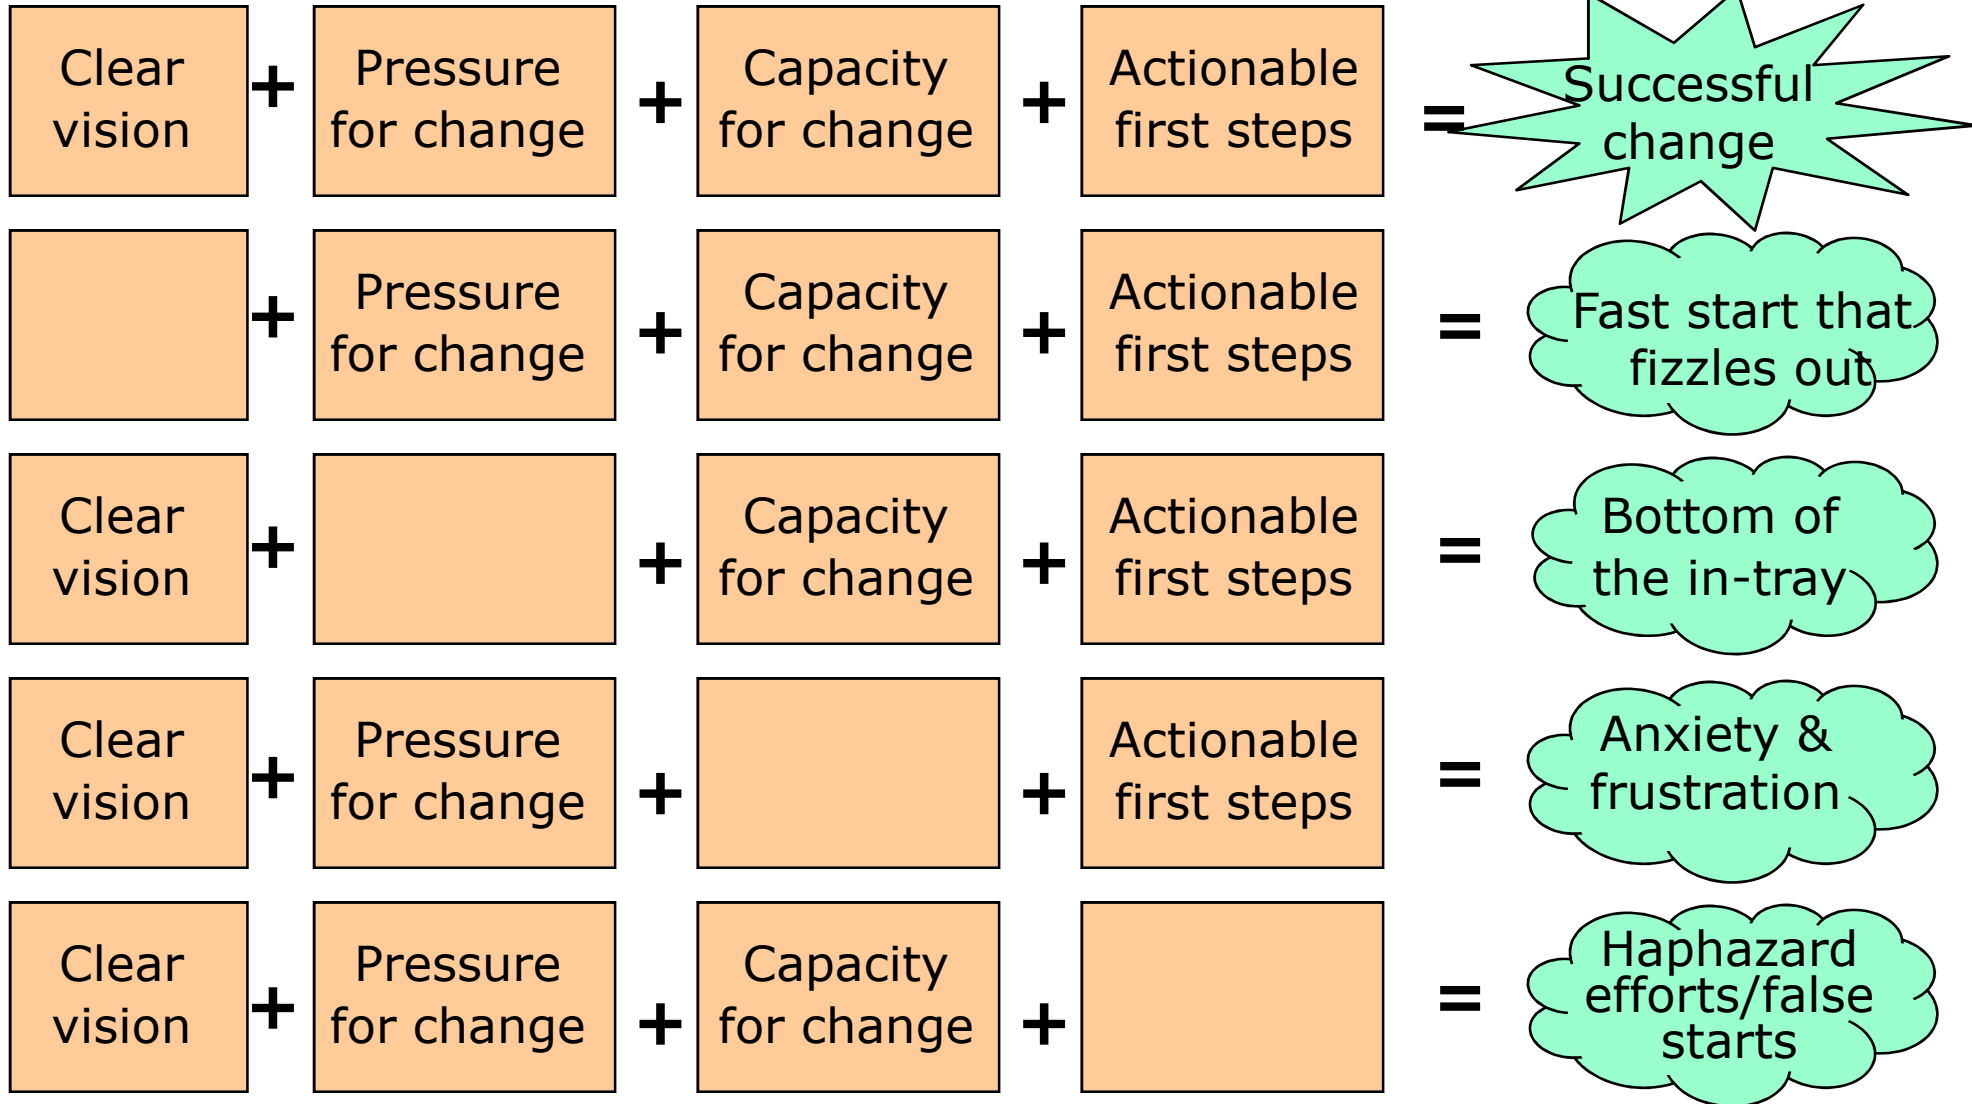 Clear
vision
+
Pressure
for change
+
Capacity
for change
+
Actionable
first steps
=
Successful
change
+
Pressure
for change
+
Capacity
for change
+
Actionable
first steps
=
Fast start that
fizzles out
Clear
vision
+
+
Capacity
for change
+
Actionable
first steps
=
Bottom of
the in-tray
Clear
vision
+
Pressure
for change
+
+
Actionable
first steps
=
Anxiety &
frustration
Clear
vision
+
Pressure
for change
+
Capacity
for change
+
=
Haphazard
efforts/false
starts